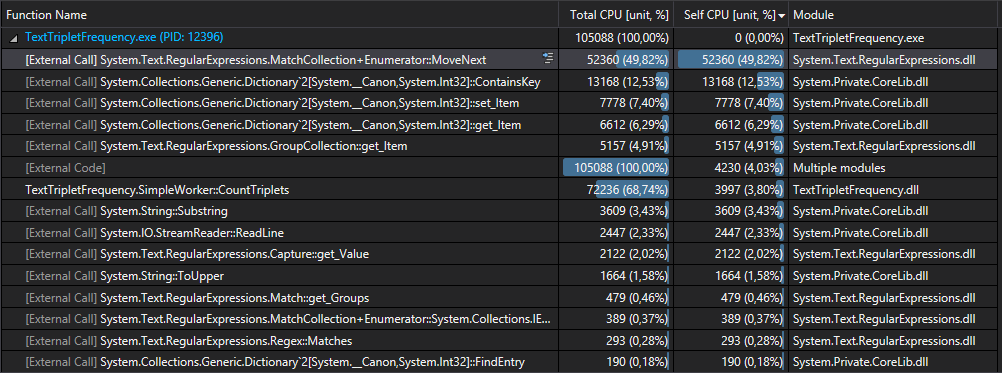 Function Name Total CPU [unit, %] Self CPU [unit, %] Module
TextTripletFrequency.exe (PID: 12396) 105088 (100,00%) 0 (0,00%) TextTripletFrequency.exe
[External Call] System.Text.RegularExpressions.MatchCollection+Enumerator::MoveNext 52360 (49,82%) 52360 (49,82%) System.Text.RegularExpressions.dll
[External Call] System.Collections.Generic.Dictionary`2[System.__Canon,System.Int32]::ContainsKey 13168 (12,53%) 13168 (12,53%) System.Private.CoreLib.dll
[External Call] System.Collections.Generic.Dictionary`2[System.__Canon,System.Int32]::set_Item 7778 (7,40%) 7778 (7,40%) System.Private.CoreLib.dll
[External Call] System.Collections.Generic.Dictionary`2[System.__Canon,System.Int32]::get_Item 6612 (6,29%) 6612 (6,29%) System.Private.CoreLib.dll
[External Call] System.Text.RegularExpressions.GroupCollection::get_Item 5157 (4,91%) 5157 (4,91%) System.Text.RegularExpressions.dll
[External Code] 105088 (100,00%) 4230 (4,03%) Multiple modules
TextTripletFrequency.SimpleWorker::CountTriplets 72236 (68,74%) 3997 (3,80%) TextTripletFrequency.dll
[External Call] System.String::Substring 3609 (3,43%) 3609 (3,43%) System.Private.CoreLib.dll
[External Call] System.IO.StreamReader::ReadLine 2447 (2,33%) 2447 (2,33%) System.Private.CoreLib.dll
[External Call] System.Text.RegularExpressions.Capture::get_Value 2122 (2,02%) 2122 (2,02%) System.Text.RegularExpressions.dll
[External Call] System.String::ToUpper 1664 (1,58%) 1664 (1,58%) System.Private.CoreLib.dll
[External Call] System.Text.RegularExpressions.Match::get_Groups 479 (0,46%) 479 (0,46%) System.Text.RegularExpressions.dll
[External Call] System.Text.RegularExpressions.MatchCollection+Enumerator::System.Collections.IE... 389 (0,37%) 389 (0,37%) System.Text.RegularExpressions.dll
[External Call] System.Text.RegularExpressions.Regex::Matches 293 (0,28%) 293 (0,28%) System.Text.RegularExpressions.dll
[External Call] System.Collections.Generic.Dictionary`2[System.__Canon,System.Int32]::FindEntry 190 (0,18%) 190 (0,18%) System.Private.CoreLib.dll